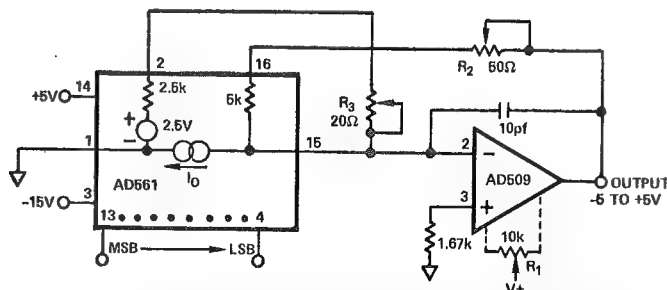 2
16
R2
50Ω
14
+5V
2.5k
5k
R3
20Ω
10pf
+
2.5V
-
1
15
2
-
IO
AD561
AD509
OUTPUT
-5 TO +5V
3
-15V
3
+
13
4
10k
MSB
LSB
1.67k
R1
V+